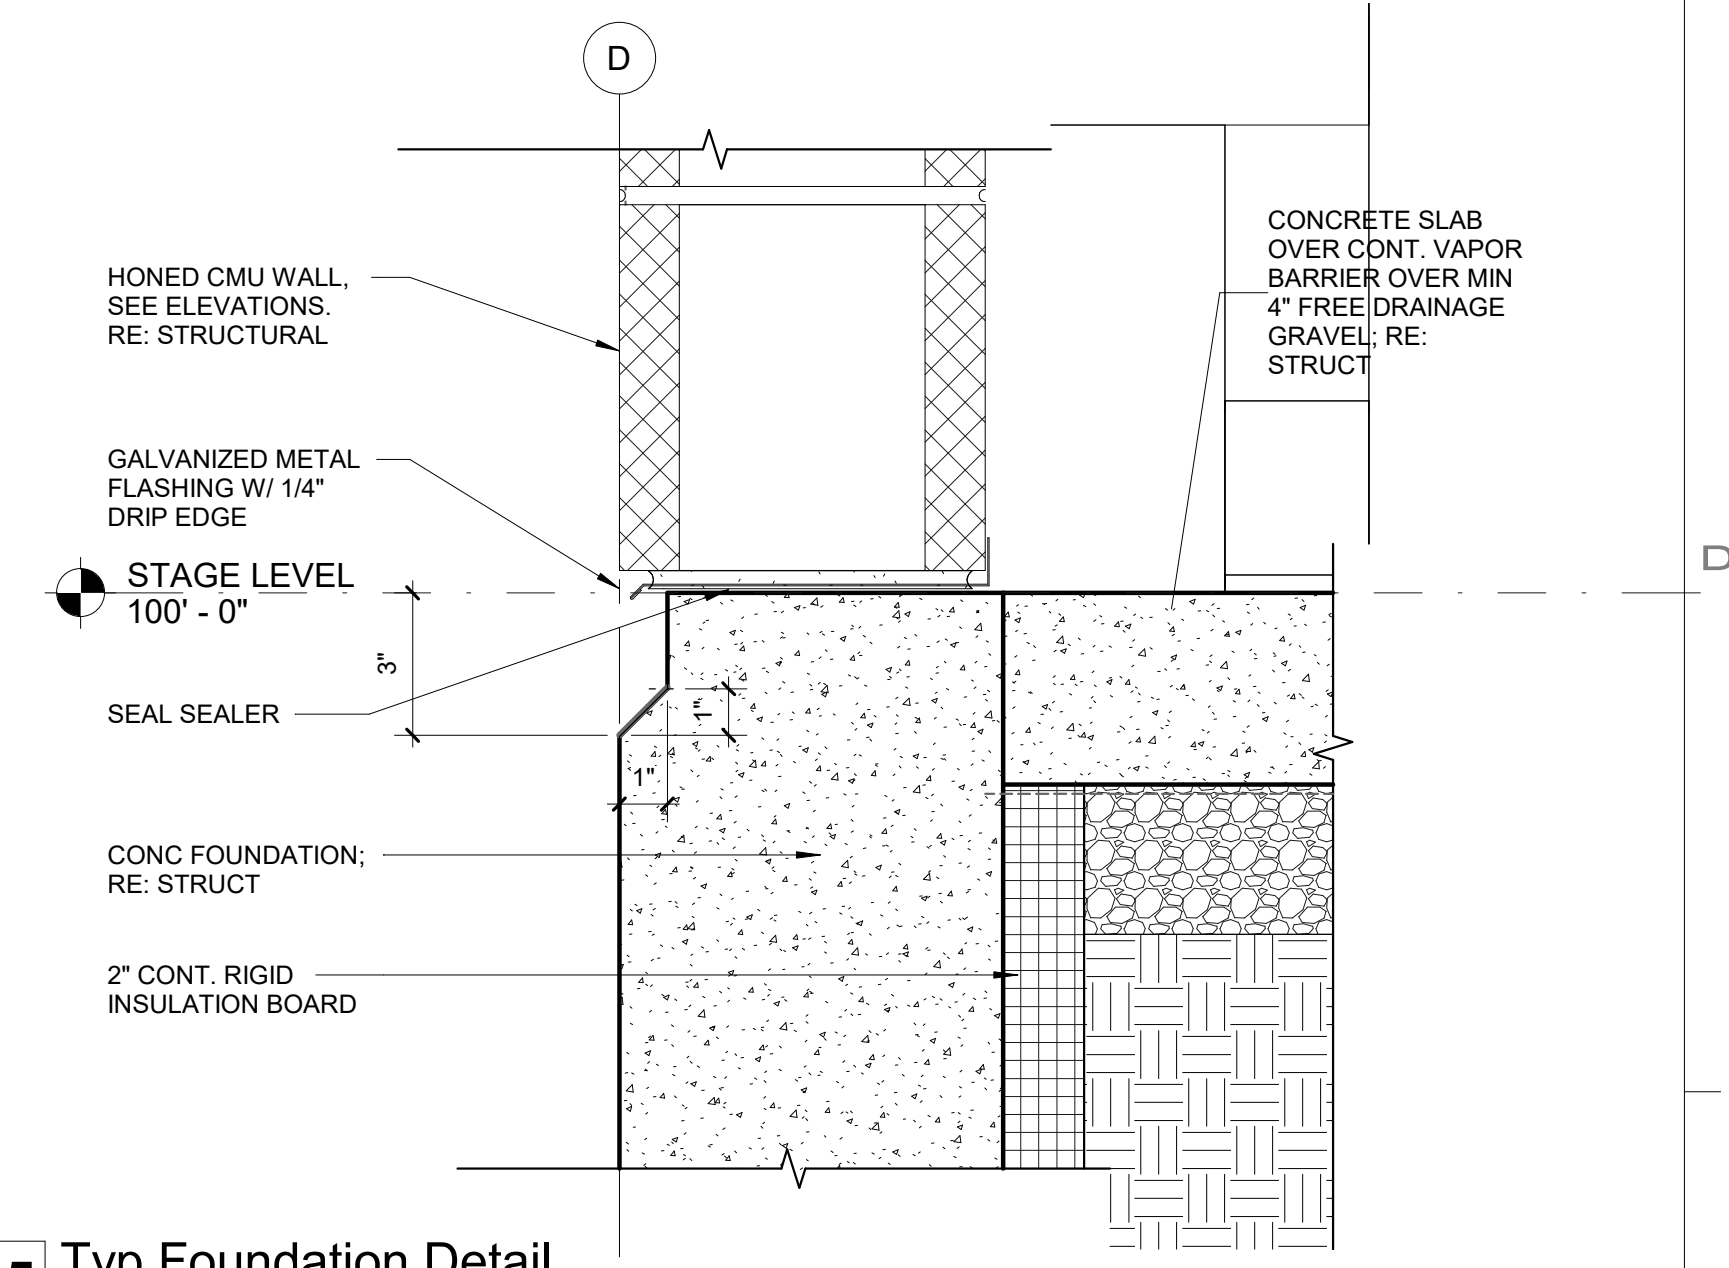 D
HONED CMU WALL,
SEE ELEVATIONS.
RE: STRUCTURAL
CONCRETE SLAB
OVER CONT. VAPOR
BARRIER OVER MIN
4" FREE DRAINAGE
GRAVEL; RE:
STRUCT
GALVANIZED METAL
FLASHING W/ 1/4"
DRIP EDGE
D
STAGE LEVEL
100' - 0"
3"
SEAL SEALER
1"
1"
CONC FOUNDATION;
RE: STRUCT
2" CONT. RIGID
INSULATION BOARD
Typ Foundation Detail